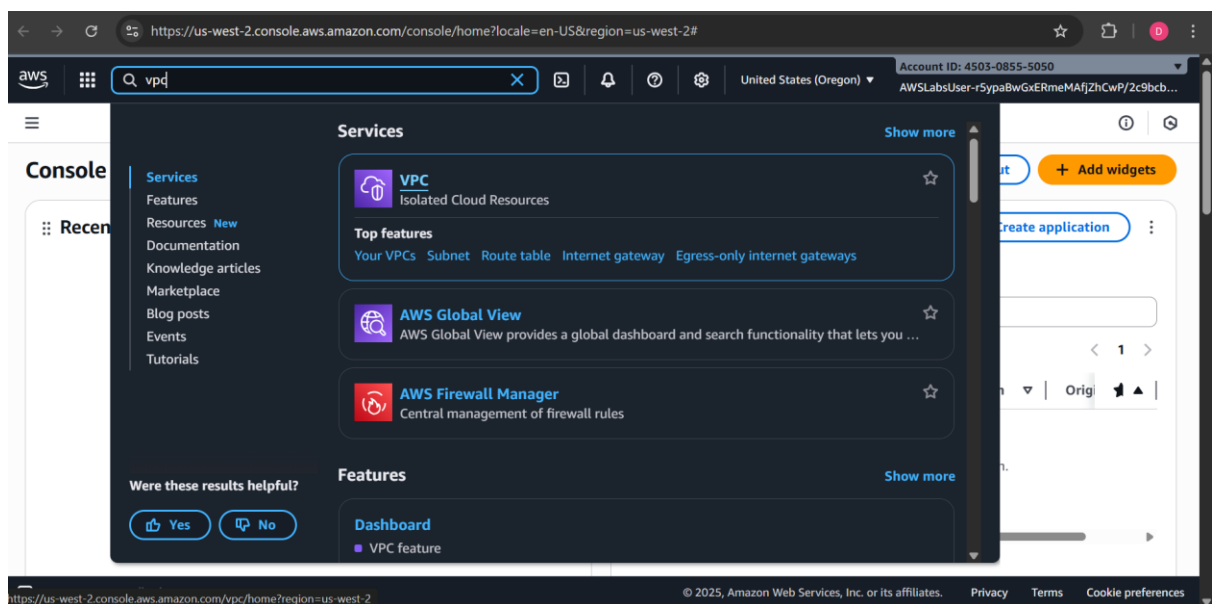 https://us-west-2.console.aws.amazon.com/console/home?locale=en-US&region=us-west-2#
D
aws
vpc
United States (Oregon) ▼
Account ID: 4503-0855-5050
AWSLabsUser-r5ypaBwGxERmeMAfjZhCwP/2c9bcb...
Console
Add widgets
Recen
Create application
Services
Features
Resources New
Documentation
Knowledge articles
Marketplace
Blog posts
Events
Tutorials
Were these results helpful?
Yes
No
Services
Show more
VPC
Isolated Cloud Resources
Top features
Your VPCs Subnet Route table Internet gateway Egress-only internet gateways
AWS Global View
AWS Global View provides a global dashboard and search functionality that lets you ...
AWS Firewall Manager
Central management of firewall rules
Features
Show more
Dashboard
VPC feature
1
© 2025, Amazon Web Services, Inc. or its affiliates. Privacy Terms Cookie preferences
https://us-west-2.console.aws.amazon.com/vpc/home?region=us-west-2